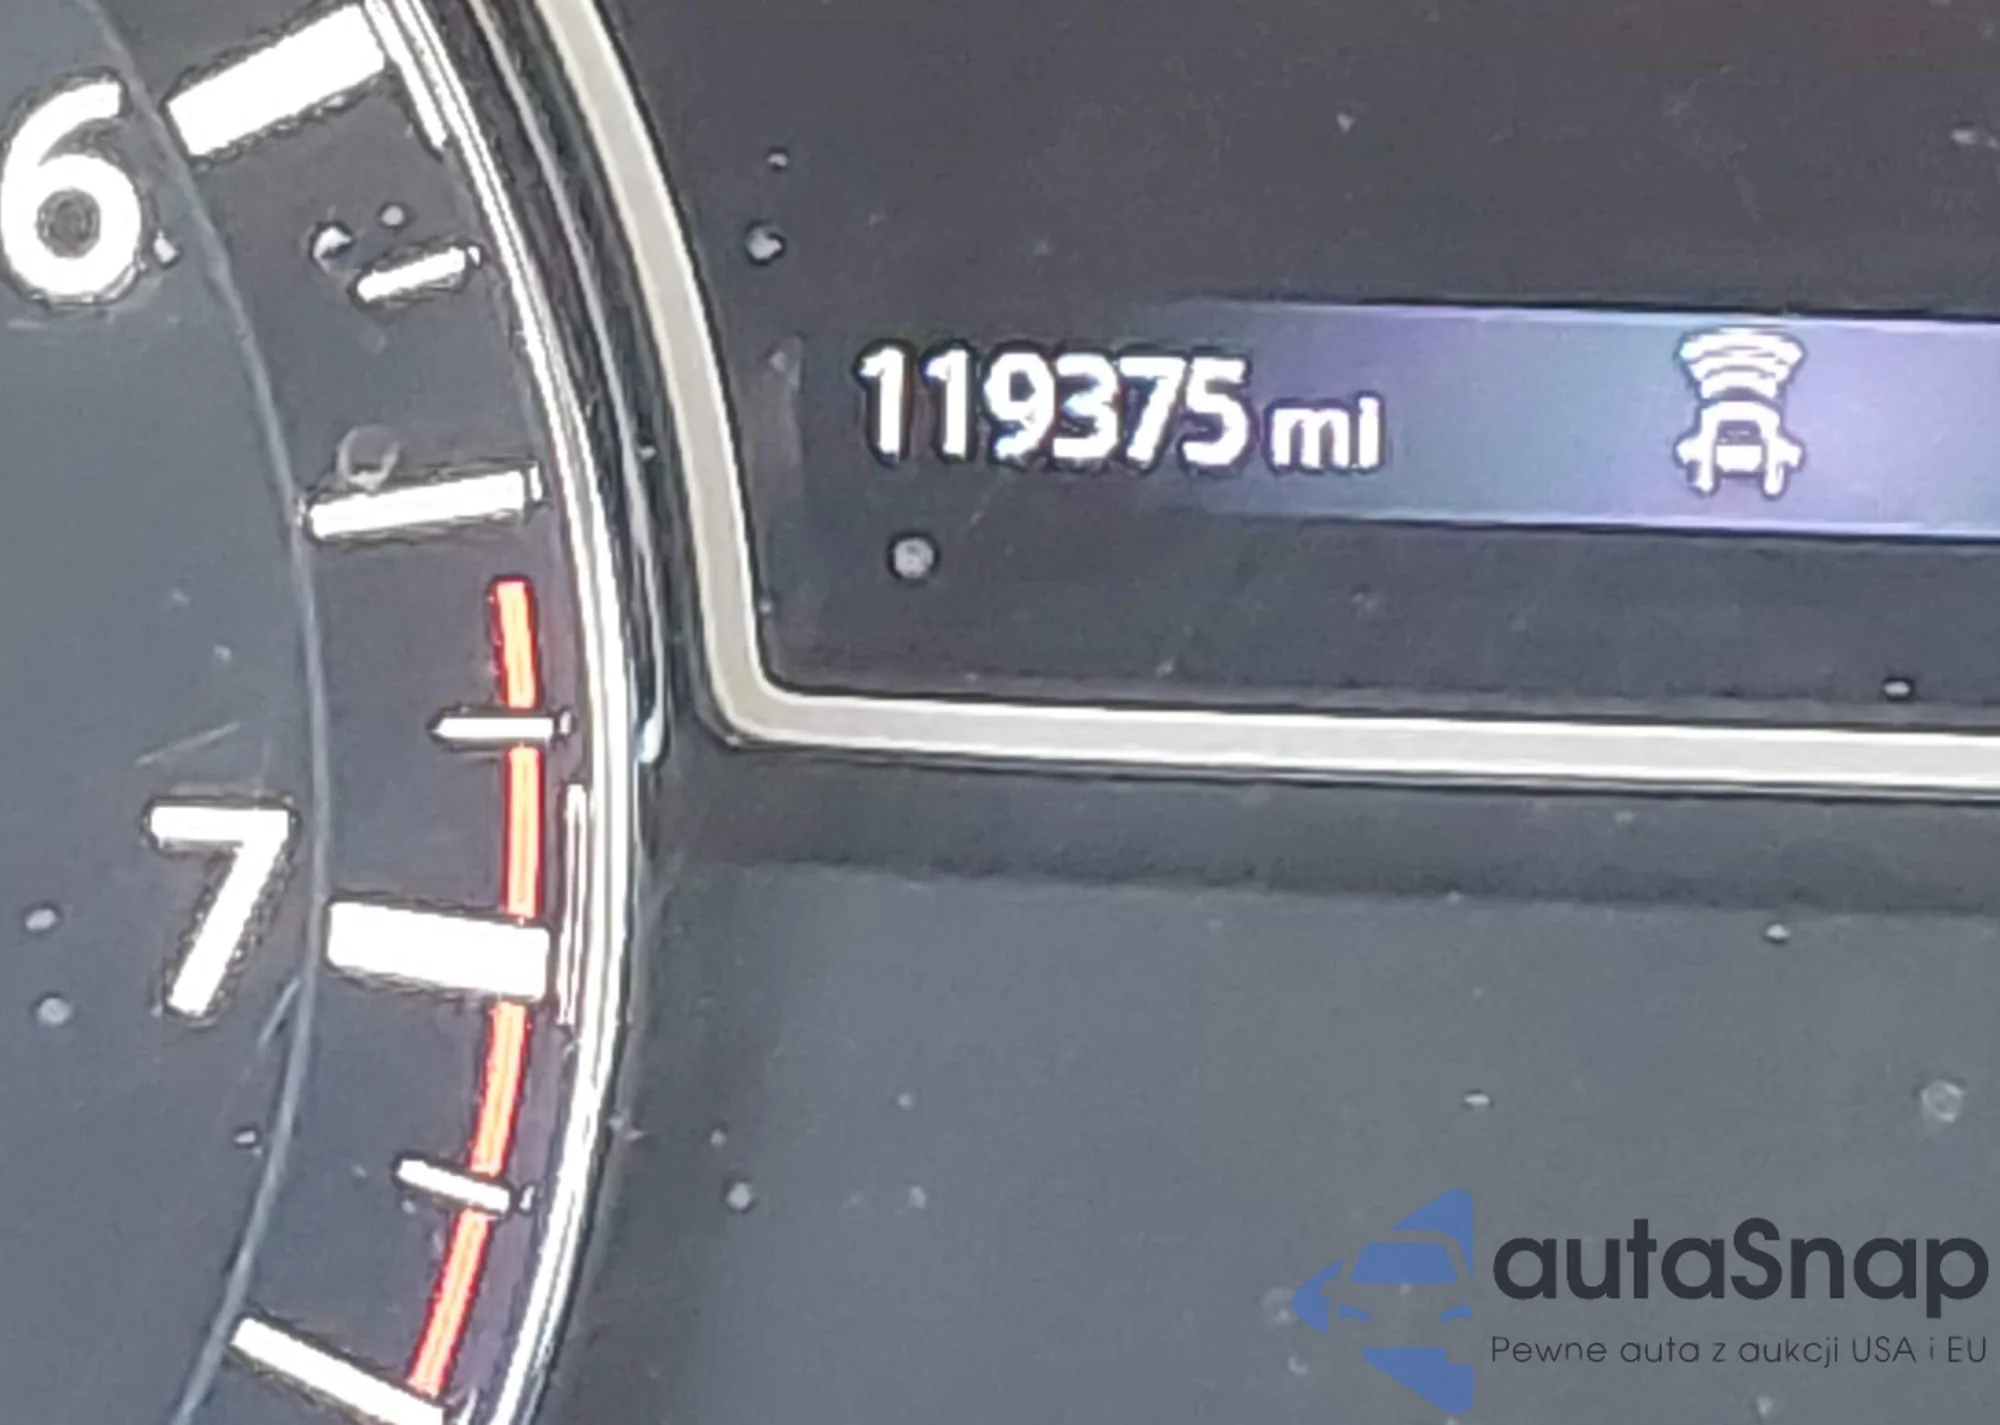 6
119375 mi
7
autaSnap
Pewne auta z aukcji USA i EU